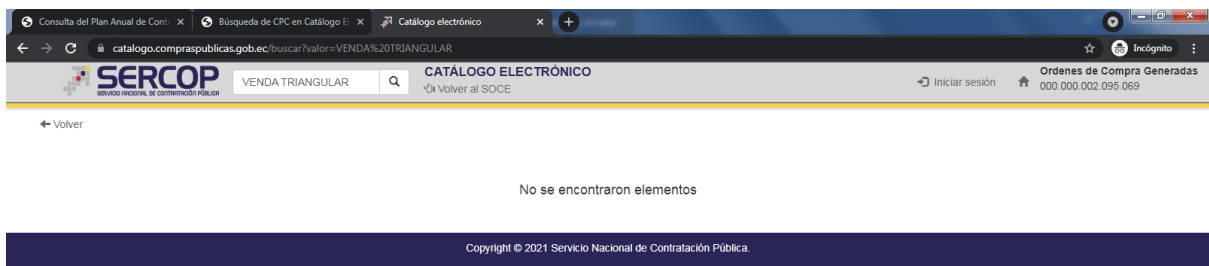 Consulta del Plan Anual de Contr
Búsqueda de CPC en Catálogo El
Catálogo electrónico
catalogo.compraspublicas.gob.ec/buscar?valor=VENDA%20TRIANGULAR
Incógnito
SERCOP
SERVICIO NACIONAL DE CONTRATACIÓN PÚBLICA
VENDA TRIANGULAR
CATÁLOGO ELECTRÓNICO
Volver al SOCE
Iniciar sesión
Ordenes de Compra Generadas
000.000.002.095.069
Volver
No se encontraron elementos
Copyright © 2021 Servicio Nacional de Contratación Pública.